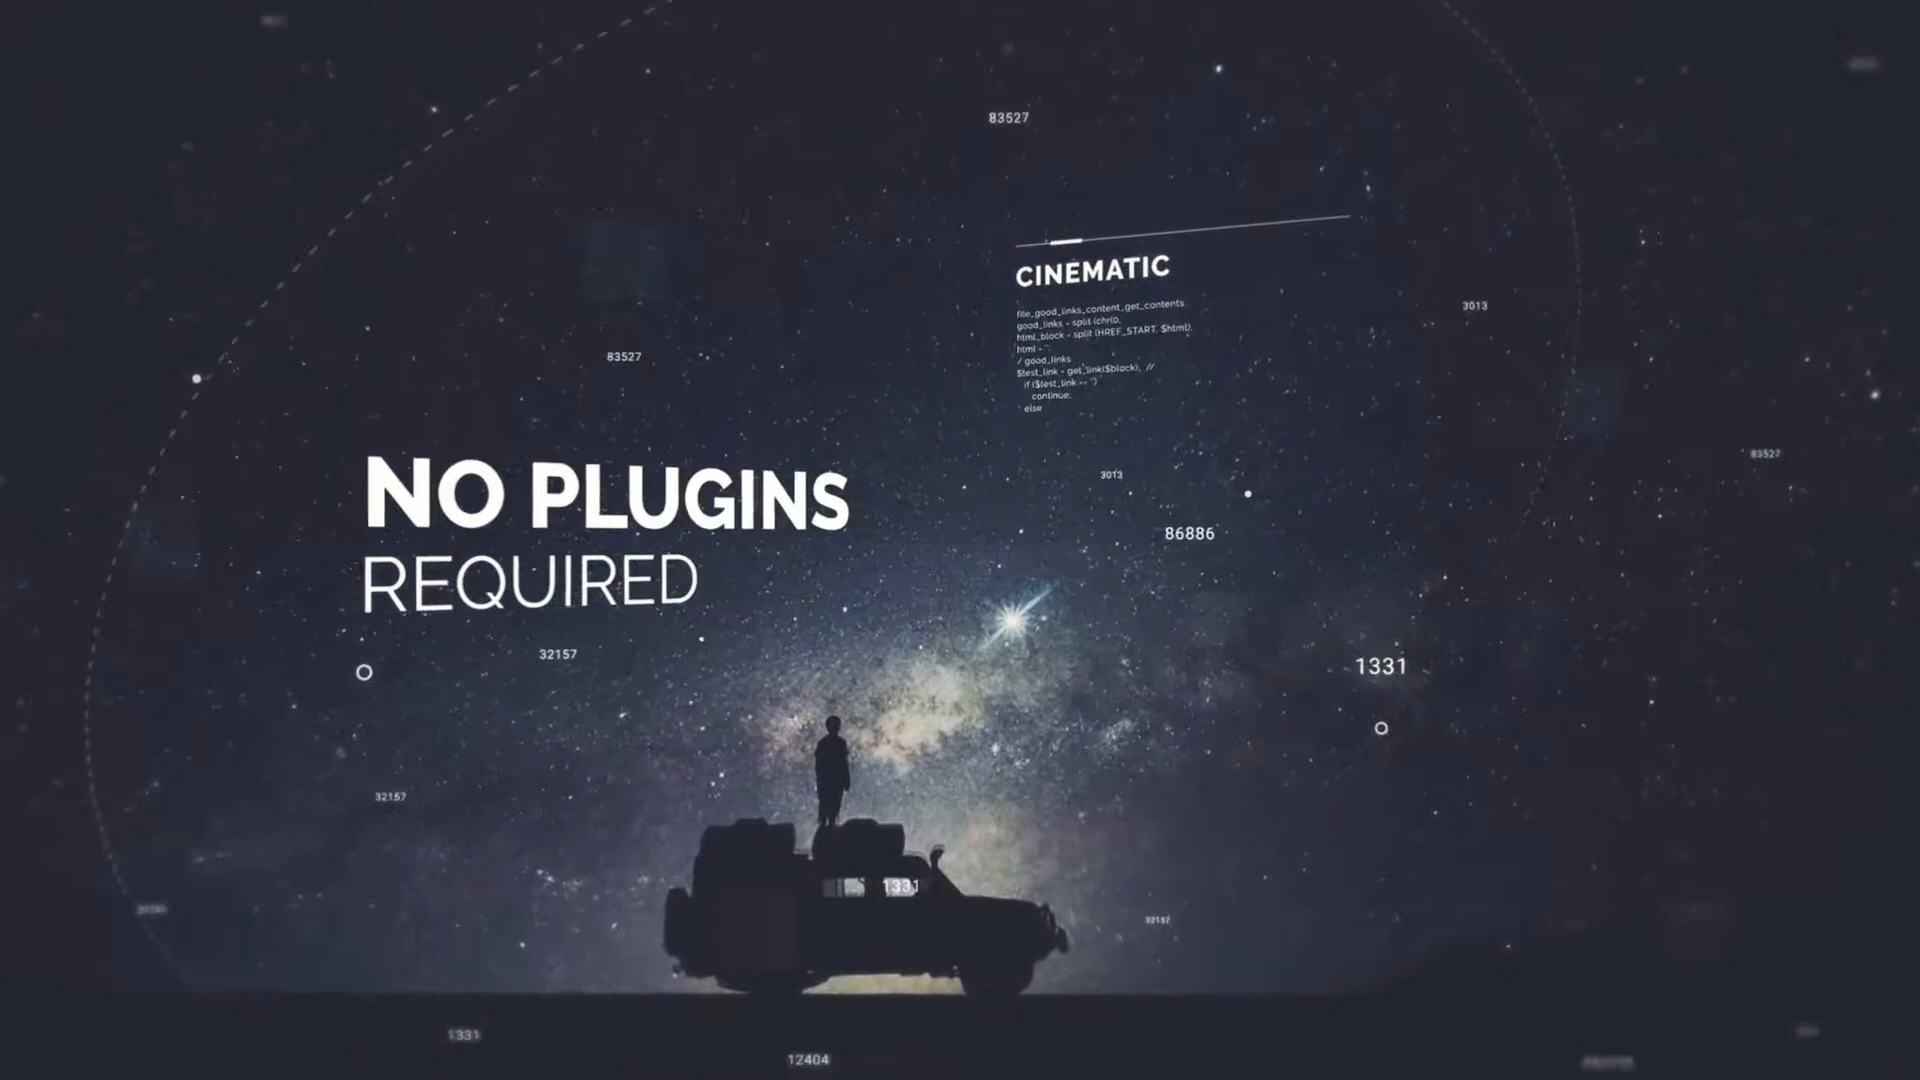 83527
CINEMATIC
file_good_links_content_get_contents
good_links - split (chr(0,
html_block - split (HREF_START, $html),
html - '';
/ good_links
$test_link - get_link($block), //
if ($test_link -- '')
continue;
else
3013
83527
83527
NO PLUGINS
REQUIRED
3013
86886
32157
1331
32157
1331
32157
1331
12404